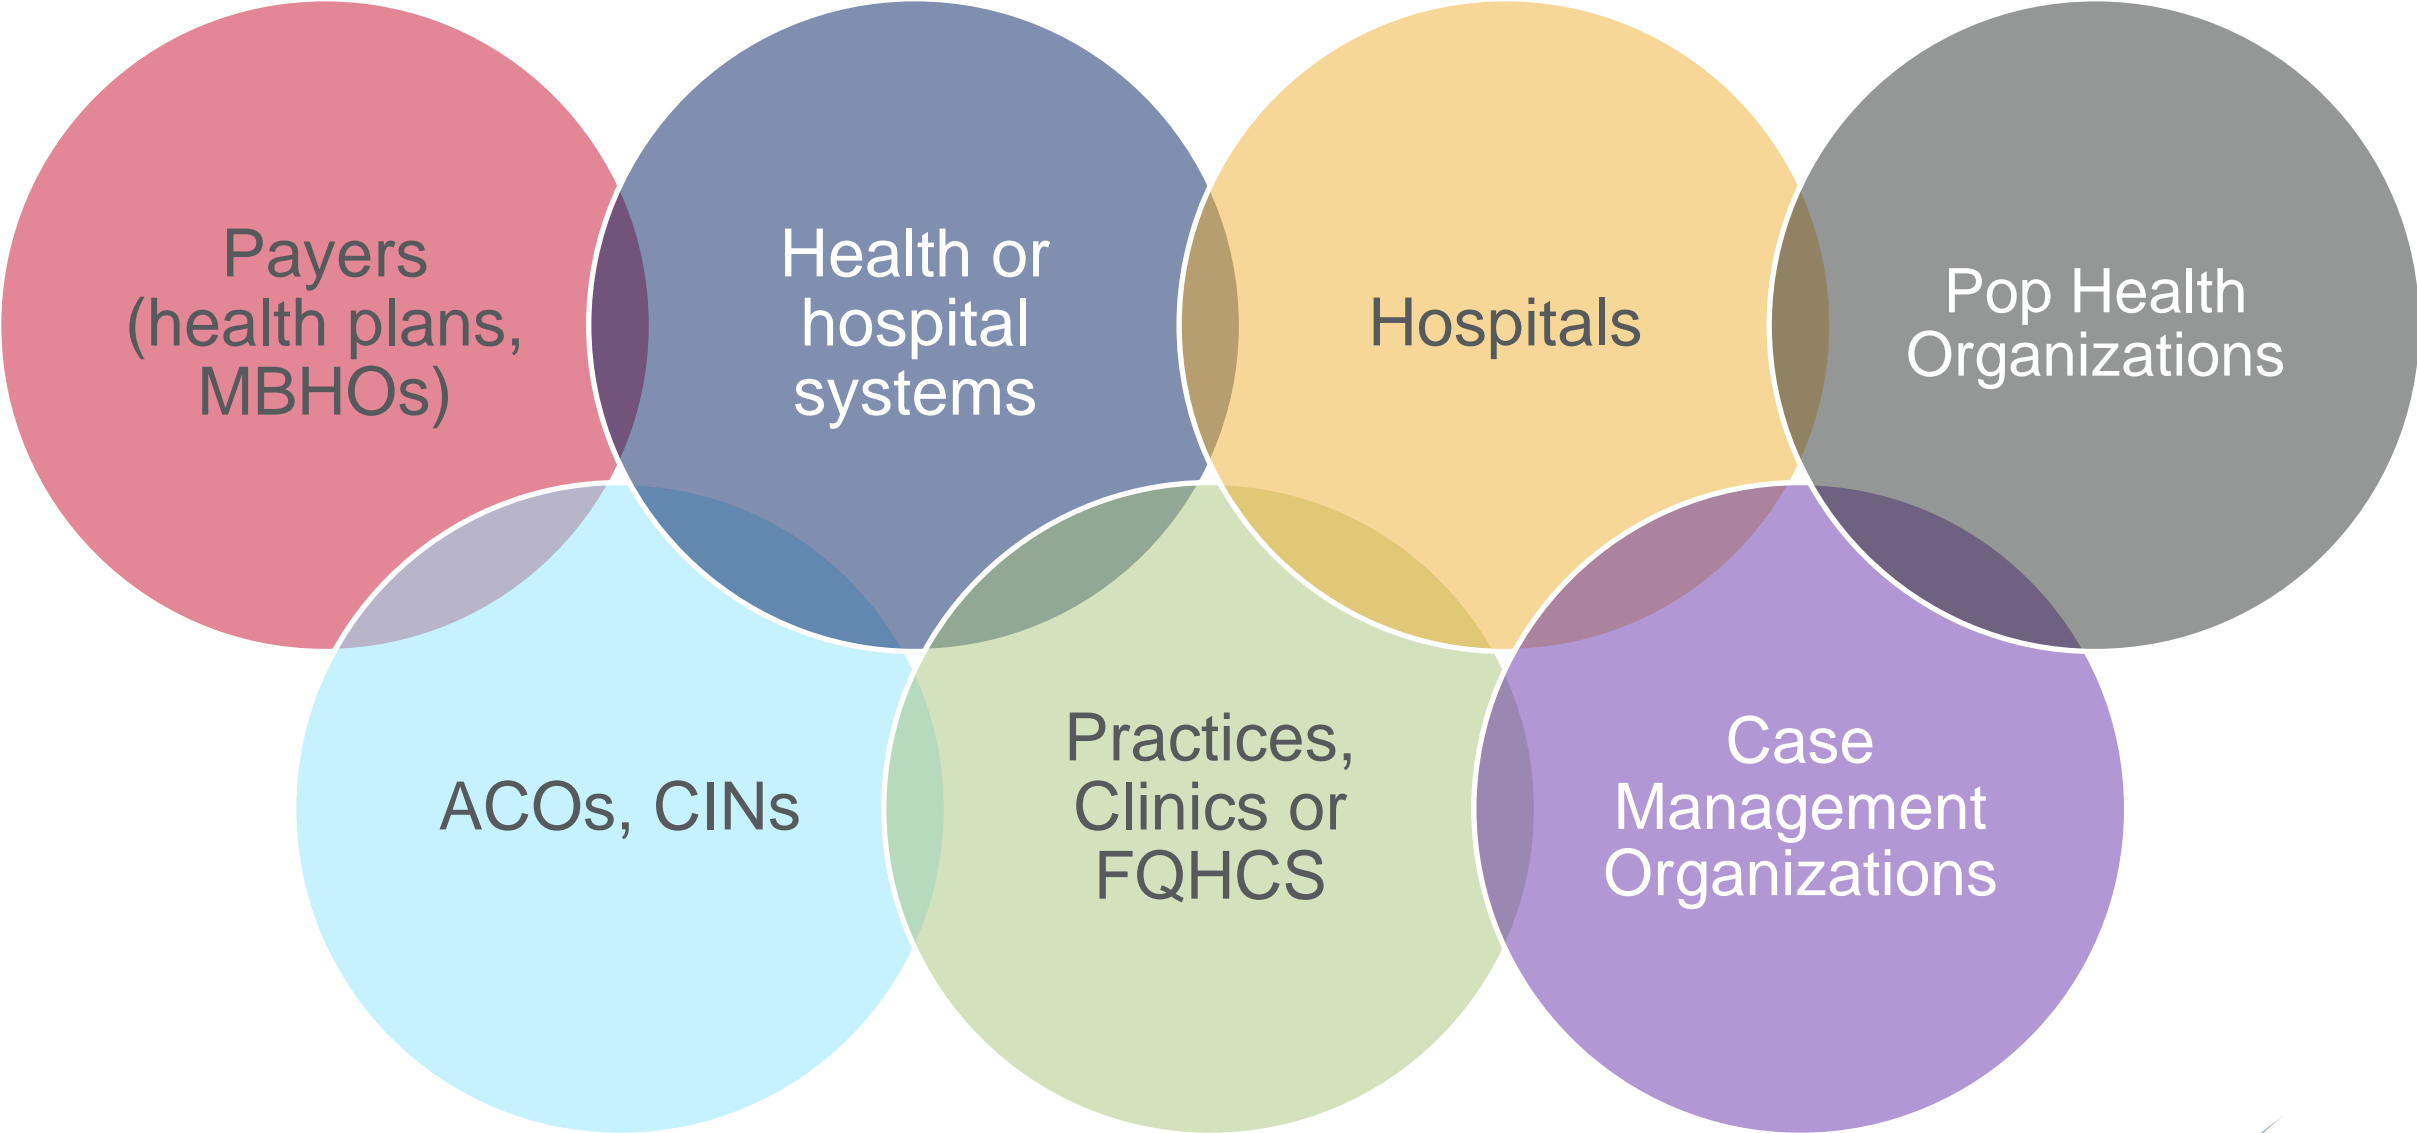 Payers
(health plans,
MBHOs)
Health or
hospital
systems
Hospitals
Pop Health
Organizations
ACOs, CINs
Practices,
Clinics or
FQHCS
Case
Management
Organizations